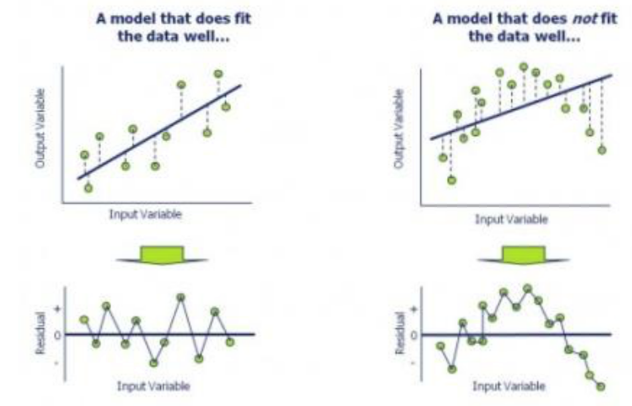 A model that does fit
the data well...
Output Variable
Input Variable
Residual
+
0
-
Input Variable
A model that does not fit
the data well...
Output Variable
Input Variable
Residual
+
0
-
Input Variable